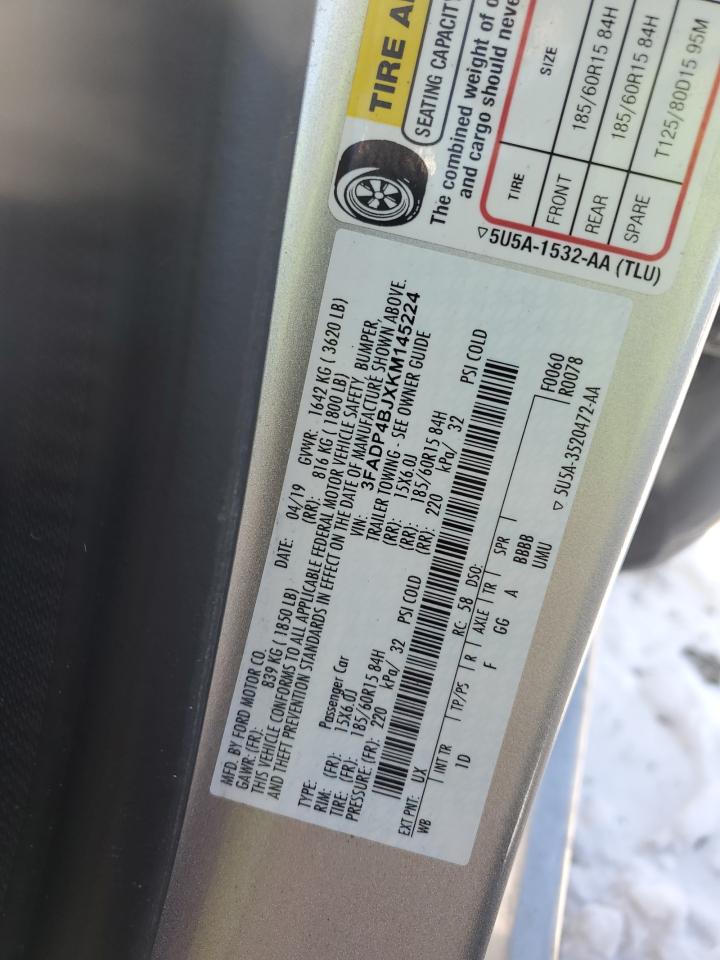 TIRE
SEATING CAPACITY
The combined weight of
and cargo should never
TIRE SIZE
FRONT 185/60R15 84H
REAR 185/60R15 84H
SPARE T125/80D15 95M
▽5U5A-1532-AA (TLU)
MFD. BY FORD MOTOR CO.
DATE: 04/19 GVWR: 1642 KG ( 3620 LB)
GAWR: (FR): 839 KG ( 1850 LB) (RR): 816 KG ( 1800 LB)
THIS VEHICLE CONFORMS TO ALL APPLICABLE FEDERAL MOTOR VEHICLE SAFETY, BUMPER,
AND THEFT PREVENTION STANDARDS IN EFFECT ON THE DATE OF MANUFACTURE SHOWN ABOVE.
VIN: 3FADP4BJXKM145224
TYPE: Passenger Car TRAILER TOWING - SEE OWNER GUIDE
RIM: (FR): 15X6.0J (RR): 15X6.0J
TIRE: (FR): 185/60R15 84H (RR): 185/60R15 84H
PRESSURE: (FR): 220 kPa/ 32 PSI COLD (RR): 220 kPa/ 32 PSI COLD
EXT PNT: UX RC: 58 DSO: F0060
WB INT TR TP/PS R AXLE TR SPR R0078
1D F GG A BBBB
UMU ▽5U5A-3520472-AA